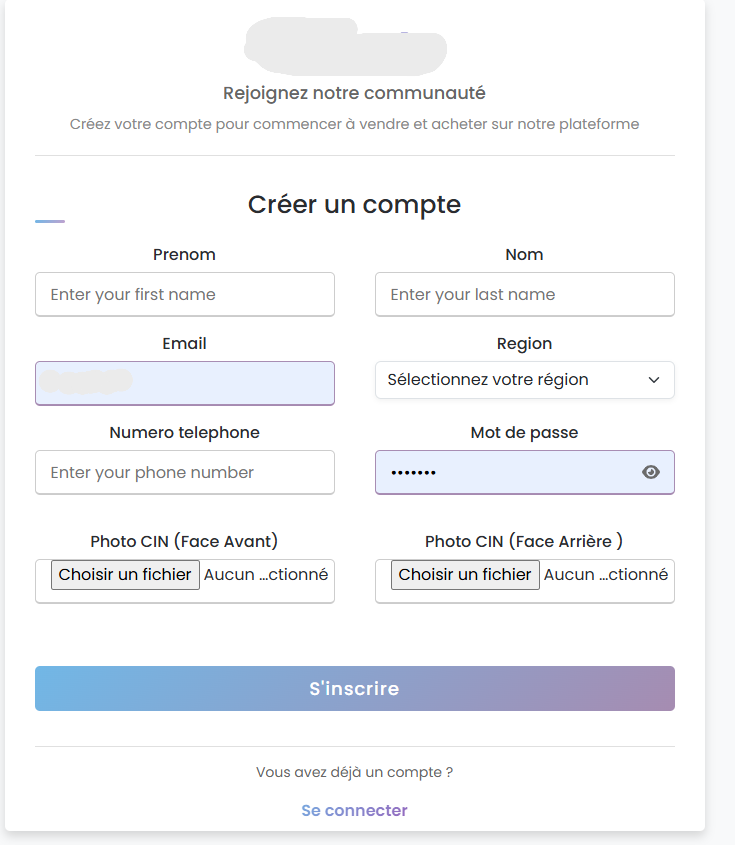 Rejoignez notre communauté
Créez votre compte pour commencer à vendre et acheter sur notre plateforme
Créer un compte
Prenom
Nom
Enter your first name
Enter your last name
Email
Region
Sélectionnez votre région
Numero telephone
Mot de passe
Enter your phone number
•••••••
Photo CIN (Face Avant)
Photo CIN (Face Arrière )
Choisir un fichier Aucun ...ctionné
Choisir un fichier Aucun ...ctionné
S'inscrire
Vous avez déjà un compte ?
Se connecter